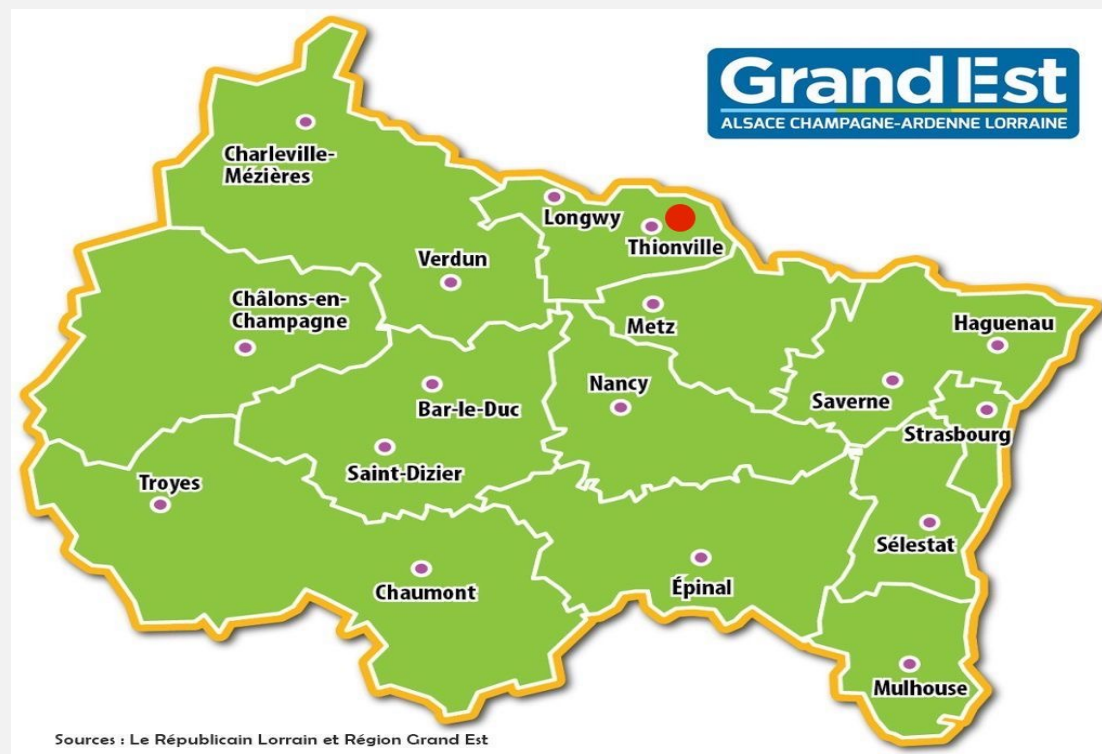 Grand Est
ALSACE CHAMPAGNE-ARDENNE LORRAINE
Charleville-
Mézières
Longwy
Thionville
Verdun
Châlons-en-
Champagne
Metz
Haguenau
Nancy
Bar-le-Duc
Saverne
Strasbourg
Saint-Dizier
Troyes
Sélestat
Chaumont
Épinal
Mulhouse
Sources : Le Républicain Lorrain et Région Grand Est